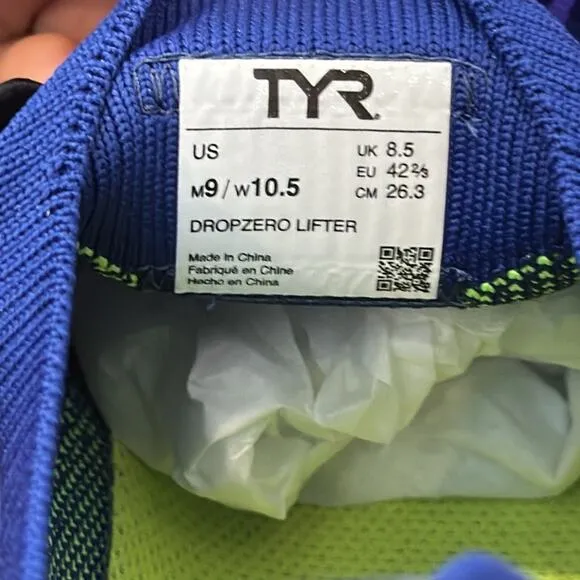 TYR
US
M9/W10.5
UK 8.5
EU 42⅔
CM 26.3
DROPZERO LIFTER
Made in China
Fabriqué en Chine
Hecho en China